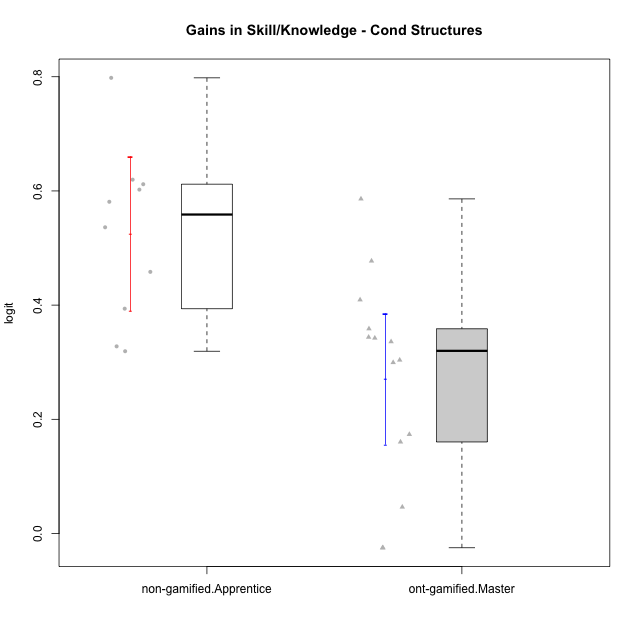 Gains in Skill/Knowledge - Cond Structures
logit
0.8
0.6
0.4
0.2
0.0
non-gamified.Apprentice
ont-gamified.Master